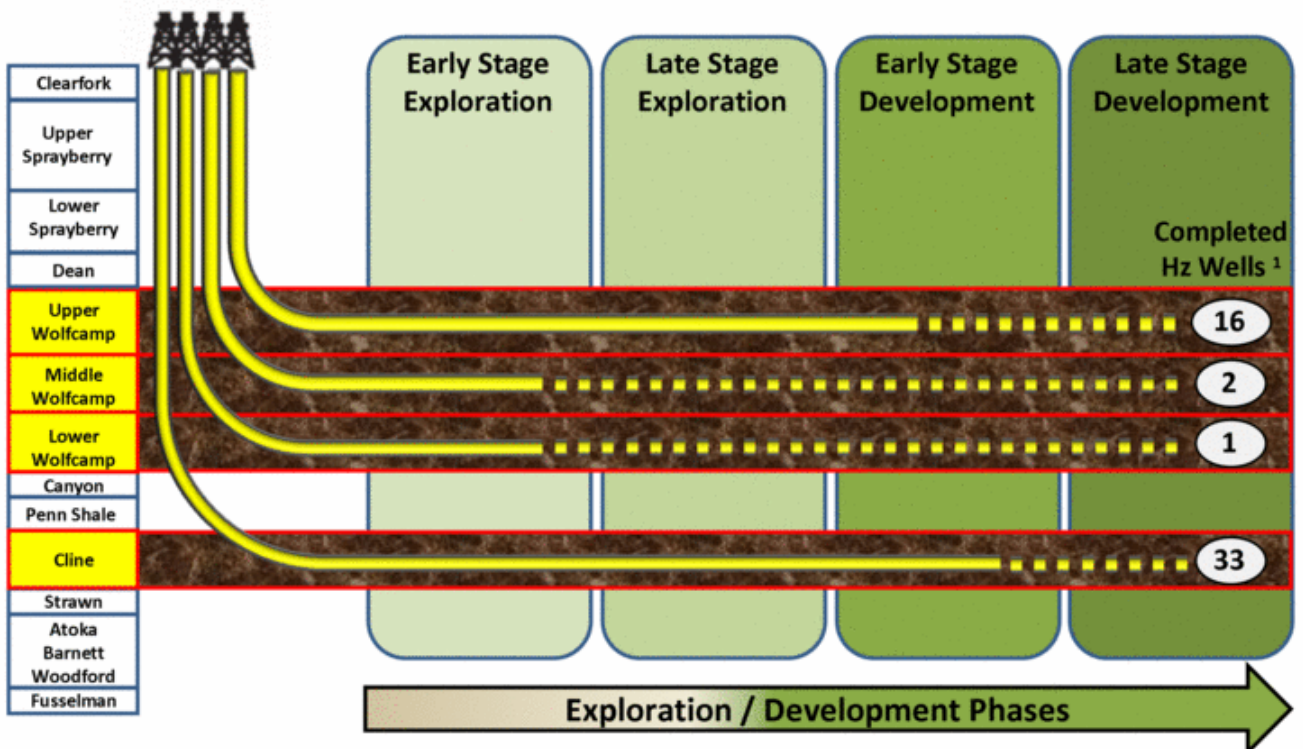 Early Stage
Exploration
Late Stage
Exploration
Early Stage
Development
Late Stage
Development
Clearfork
Upper
Sprayberry
Lower
Sprayberry
Dean
Completed
Hz Wells ¹
Upper
Wolfcamp
16
Middle
Wolfcamp
2
Lower
Wolfcamp
1
Canyon
Penn Shale
Cline
33
Strawn
Atoka
Barnett
Woodford
Fusselman
Exploration / Development Phases